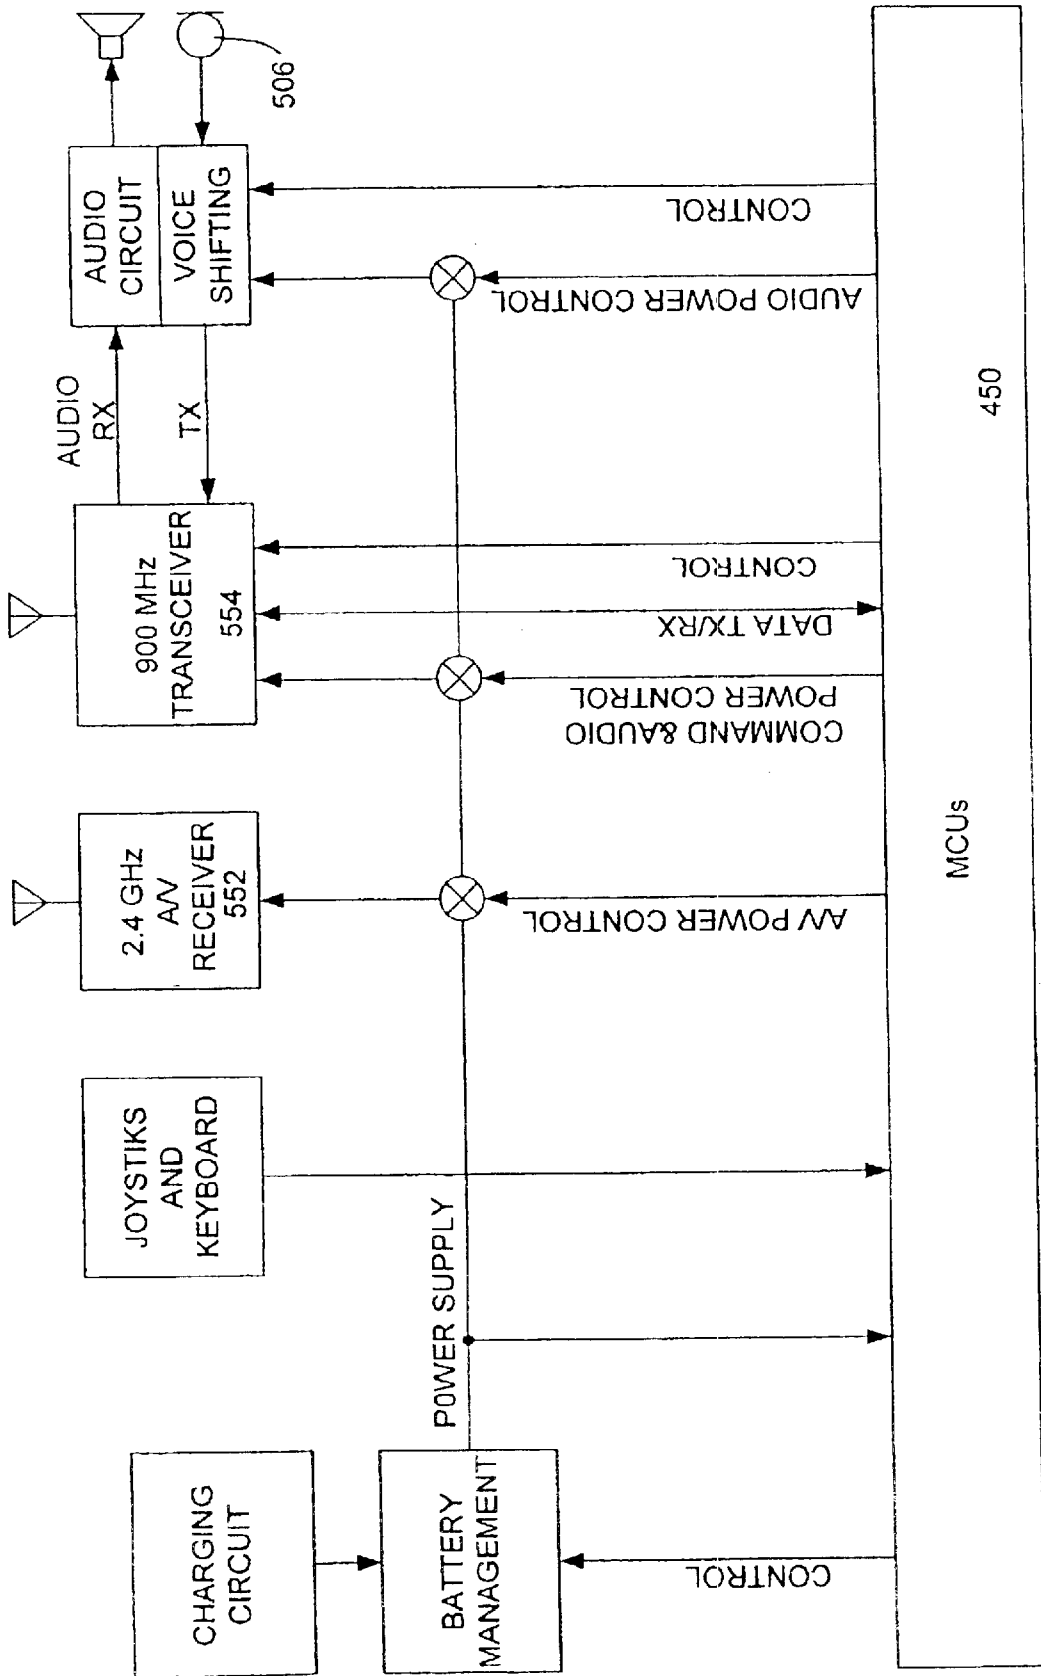 CHARGING
CIRCUIT
BATTERY
MANAGEMENT
CONTROL
POWER SUPPLY
JOYSTIKS
AND
KEYBOARD
2.4 GHz
A/V
RECEIVER
552
A/V POWER CONTROL
900 MHz
TRANSCEIVER
554
COMMAND &AUDIO
POWER CONTROL
DATA TX/RX
CONTROL
AUDIO
RX
TX
AUDIO
CIRCUIT
VOICE
SHIFTING
506
AUDIO POWER CONTROL
CONTROL
MCUs
450